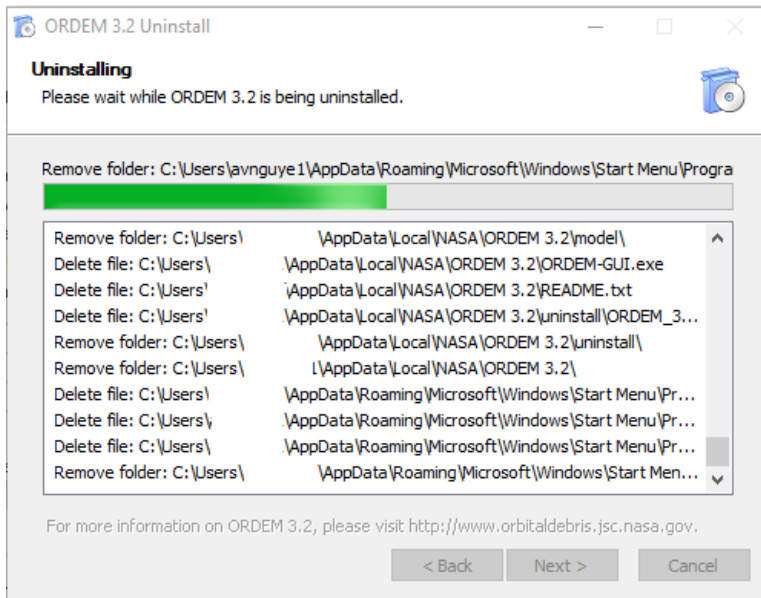 ORDEM 3.2 Uninstall
Uninstalling
Please wait while ORDEM 3.2 is being uninstalled.
Remove folder: C:\Users\avnguye1\AppData\Roaming\Microsoft\Windows\Start Menu\Progra
Remove folder: C:\Users\ \AppData\Local\NASA\ORDEM 3.2\model\
Delete file: C:\Users\ \AppData\Local\NASA\ORDEM 3.2\ORDEM-GUI.exe
Delete file: C:\Users\ \AppData\Local\NASA\ORDEM 3.2\README.txt
Delete file: C:\Users\ \AppData\Local\NASA\ORDEM 3.2\uninstall\ORDEM_3...
Remove folder: C:\Users\ \AppData\Local\NASA\ORDEM 3.2\uninstall\
Remove folder: C:\Users\ \AppData\Local\NASA\ORDEM 3.2\
Delete file: C:\Users\ \AppData\Roaming\Microsoft\Windows\Start Menu\Pr...
Delete file: C:\Users\ \AppData\Roaming\Microsoft\Windows\Start Menu\Pr...
Delete file: C:\Users\ \AppData\Roaming\Microsoft\Windows\Start Menu\Pr...
Remove folder: C:\Users\ \AppData\Roaming\Microsoft\Windows\Start Men...
For more information on ORDEM 3.2, please visit http://www.orbitaldebris.jsc.nasa.gov.
< Back Next > Cancel